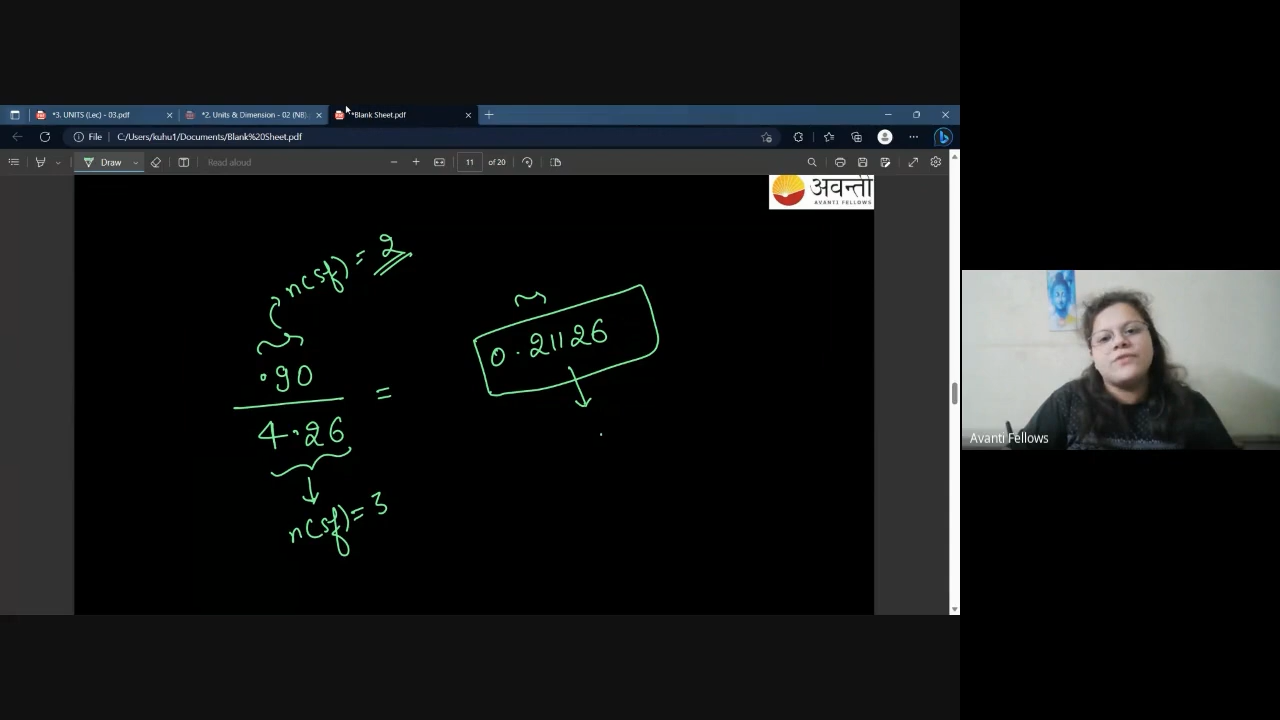 *3. UNITS (Lec) - 03.pdf
*2. Units & Dimension - 02 (NB).
*Blank Sheet.pdf
File C:/Users/kuhu1/Documents/Blank%20Sheet.pdf
Draw Read aloud 11 of 20
अवन्ती
AVANTI FELLOWS
n(sf) = 2
.90
4.26
=
0.21126
n(sf) = 3
Avanti Fellows